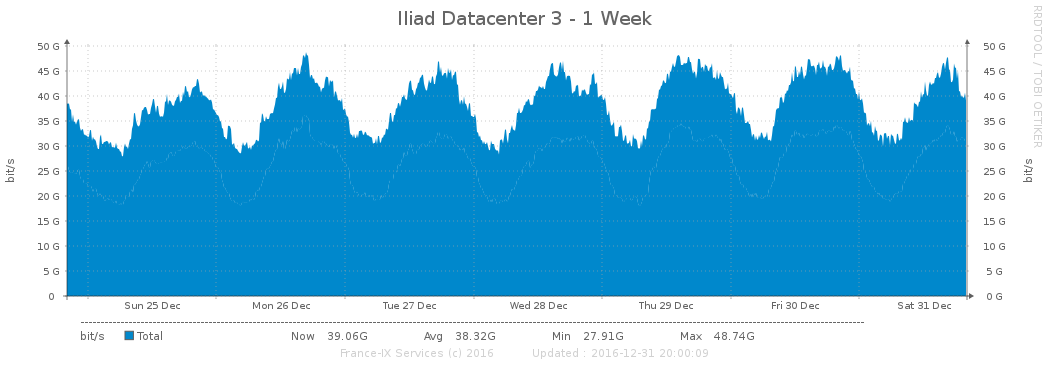 Iliad Datacenter 3 - 1 Week
RRDTOOL / TOBI OETIKER
bit/s
50 G 50 G
45 G 45 G
40 G 40 G
35 G 35 G
30 G 30 G
25 G 25 G
20 G 20 G
15 G 15 G
10 G 10 G
5 G 5 G
0 0 G
bit/s
Sun 25 Dec Mon 26 Dec Tue 27 Dec Wed 28 Dec Thu 29 Dec Fri 30 Dec Sat 31 Dec
bit/s Total Now 39.06G Avg 38.32G Min 27.91G Max 48.74G
France-IX Services (c) 2016 Updated : 2016-12-31 20:00:09